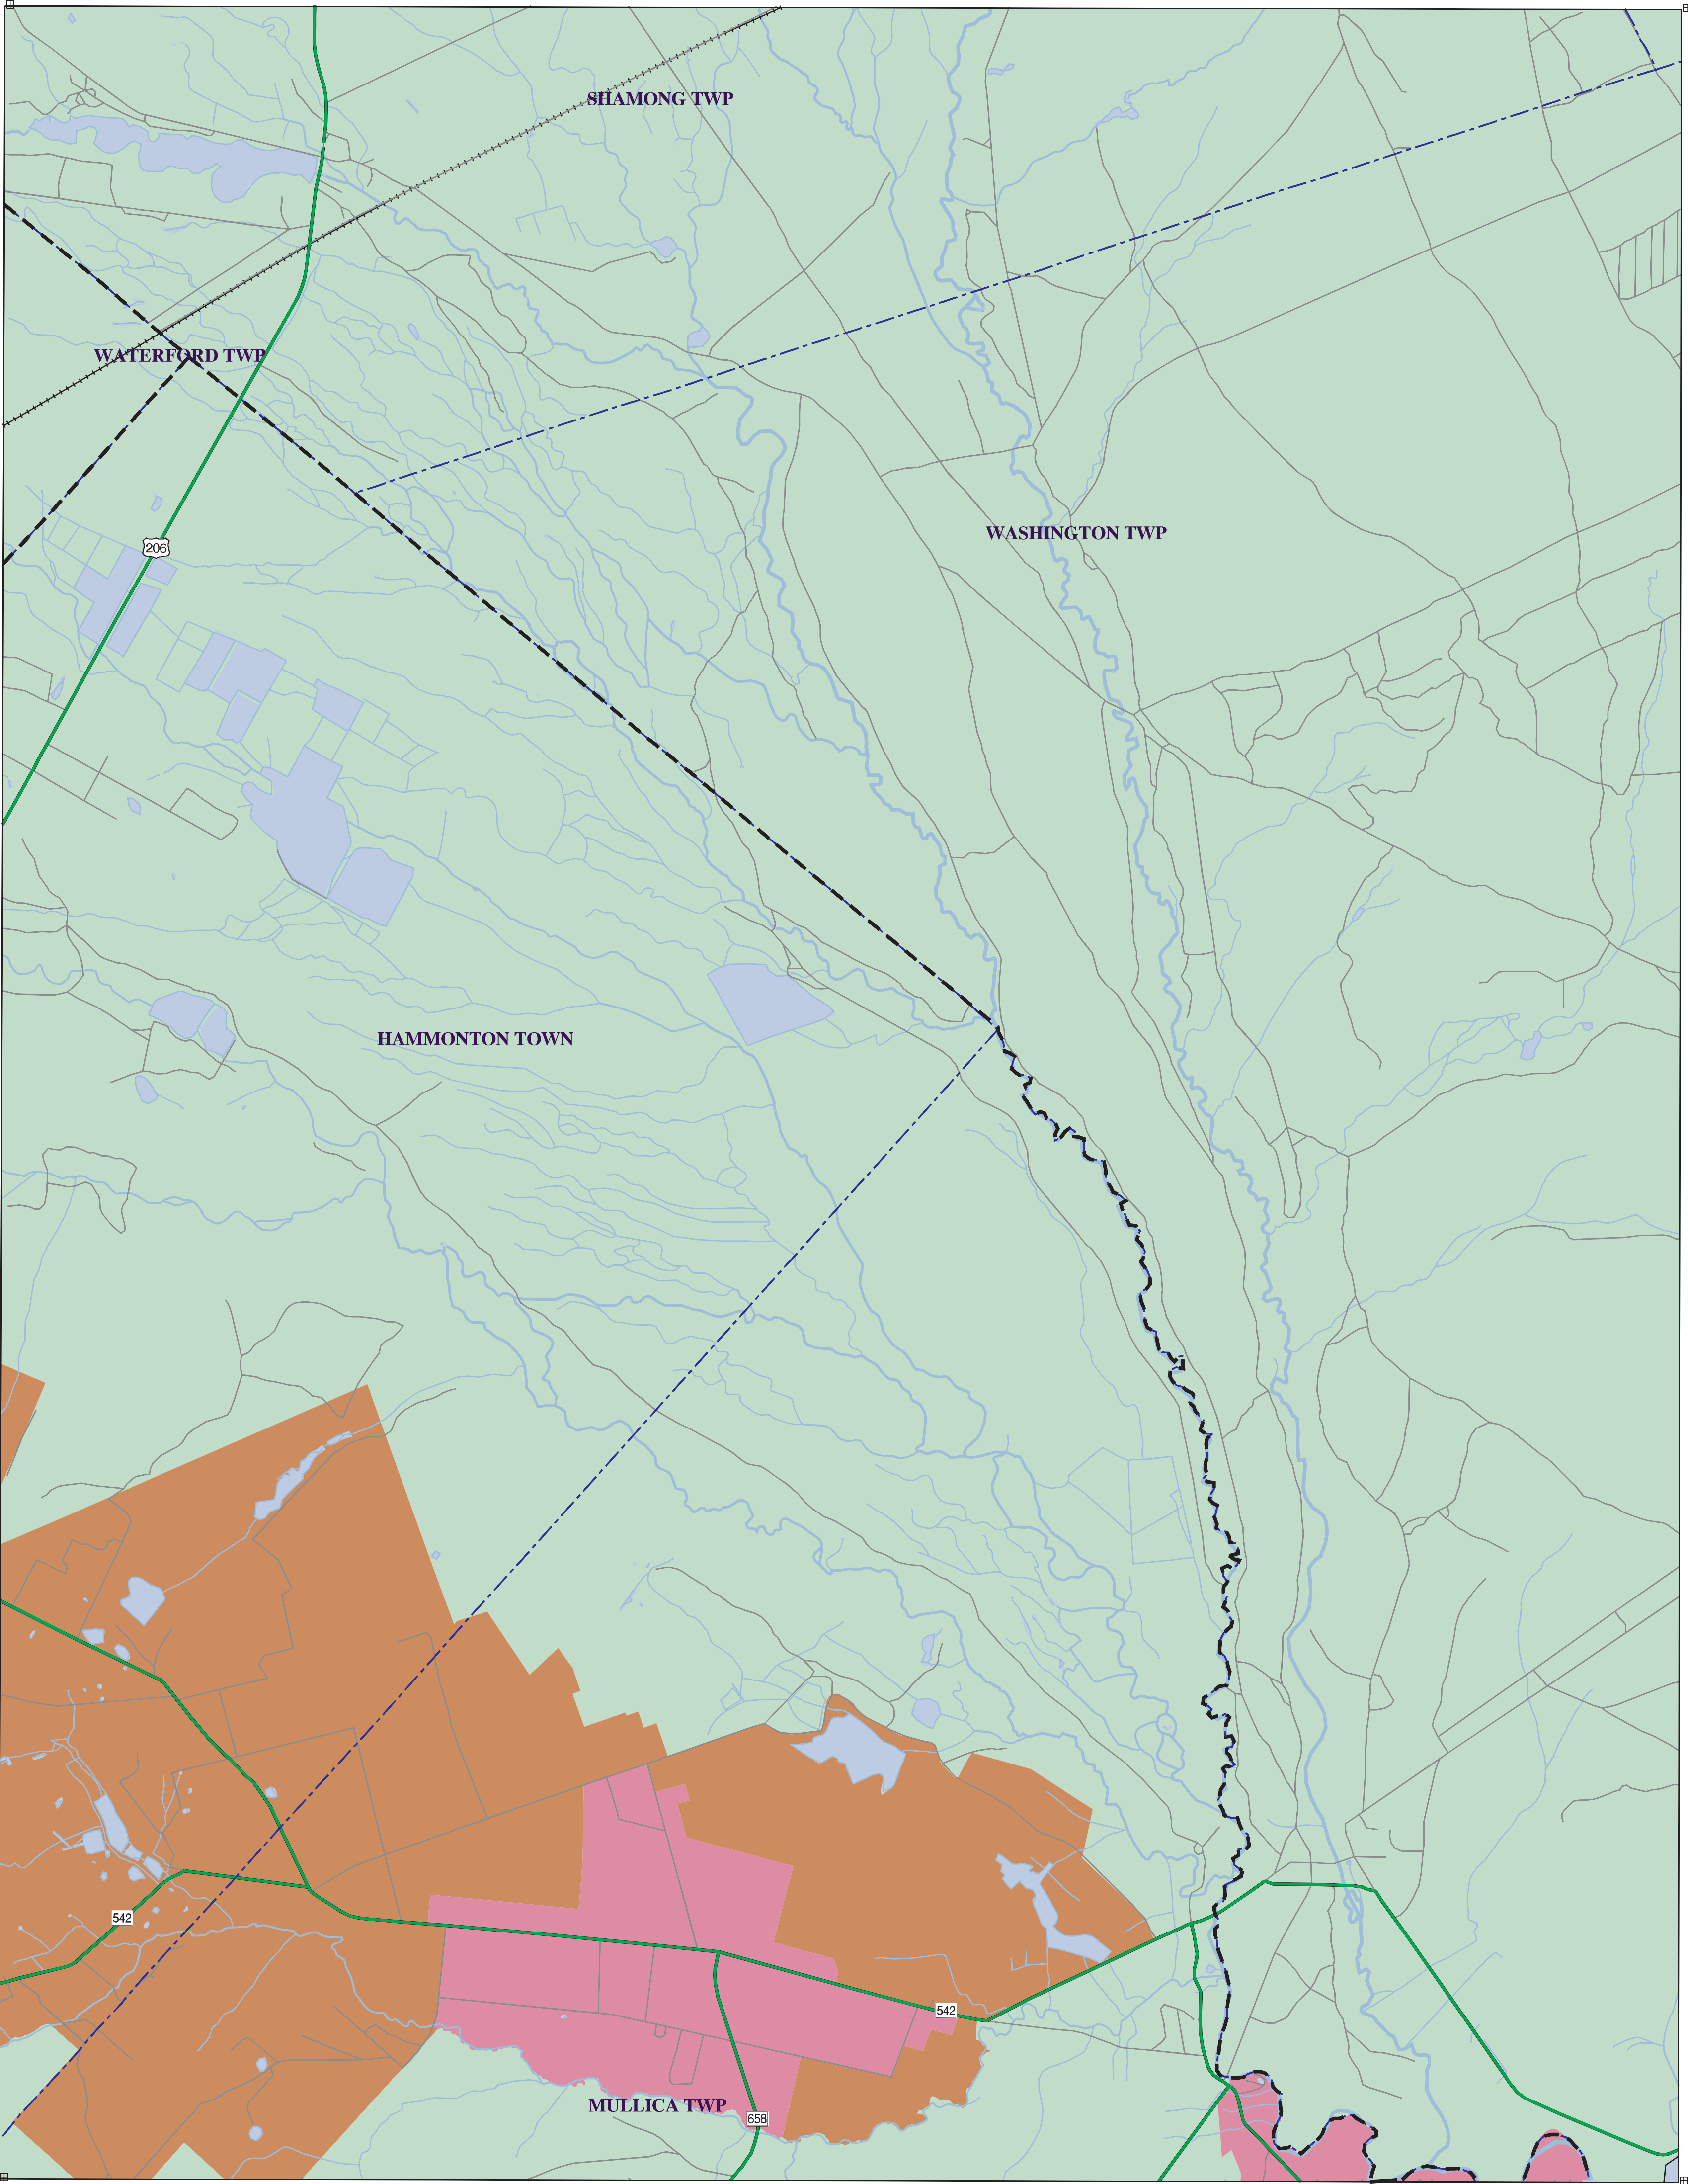 SHAMONG TWP
WATERFORD TWP
WASHINGTON TWP
206
HAMMONTON TOWN
542
542
MULLICA TWP
658